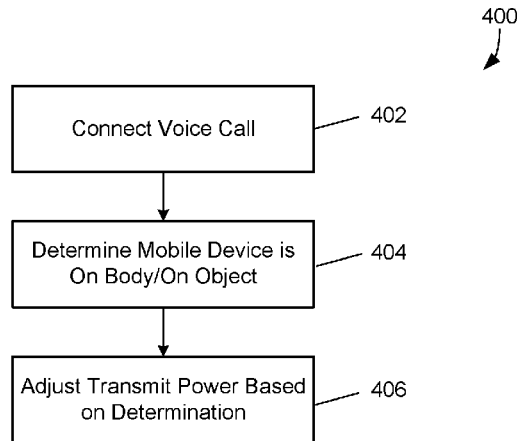 400
Connect Voice Call
402
Determine Mobile Device is
On Body/On Object
404
Adjust Transmit Power Based
on Determination
406